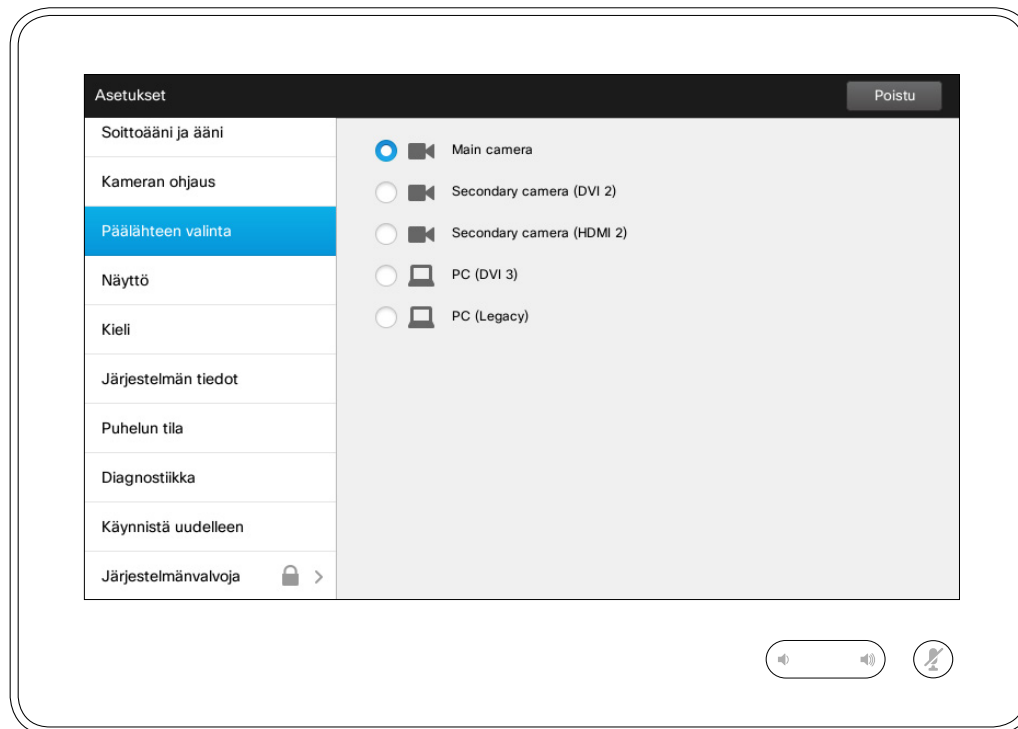 Asetukset
Poistu
Soittoääni ja ääni
Kameran ohjaus
Päälähteen valinta
Näyttö
Kieli
Järjestelmän tiedot
Puhelun tila
Diagnostiikka
Käynnistä uudelleen
Järjestelmänvalvoja
Main camera
Secondary camera (DVI 2)
Secondary camera (HDMI 2)
PC (DVI 3)
PC (Legacy)